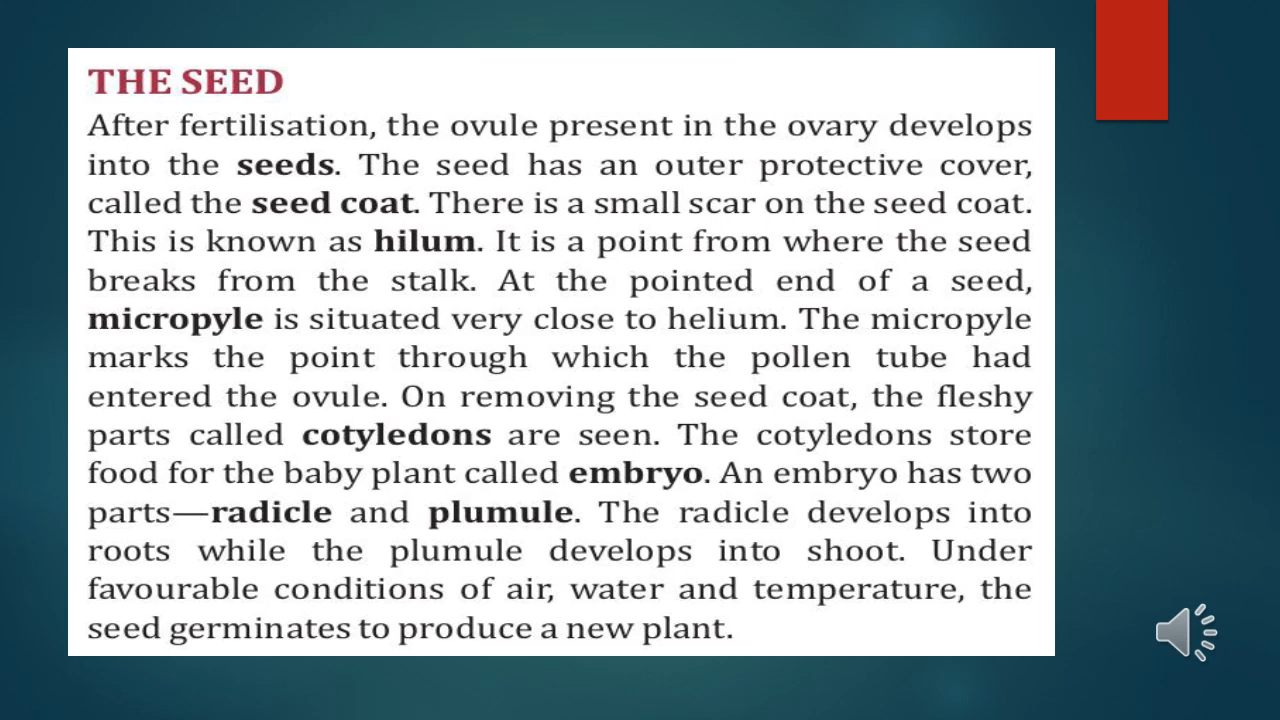 THE SEED
After fertilisation, the ovule present in the ovary develops
into the seeds. The seed has an outer protective cover,
called the seed coat. There is a small scar on the seed coat.
This is known as hilum. It is a point from where the seed
breaks from the stalk. At the pointed end of a seed,
micropyle is situated very close to helium. The micropyle
marks the point through which the pollen tube had
entered the ovule. On removing the seed coat, the fleshy
parts called cotyledons are seen. The cotyledons store
food for the baby plant called embryo. An embryo has two
parts—radicle and plumule. The radicle develops into
roots while the plumule develops into shoot. Under
favourable conditions of air, water and temperature, the
seed germinates to produce a new plant.